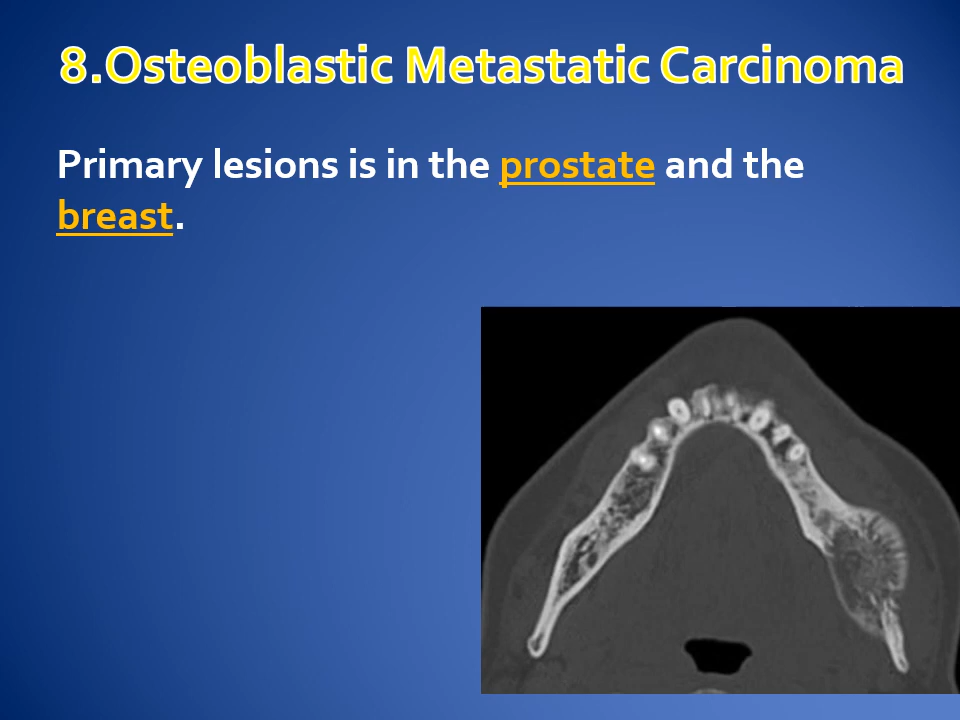 8.Osteoblastic Metastatic Carcinoma
Primary lesions is in the prostate and the
breast.